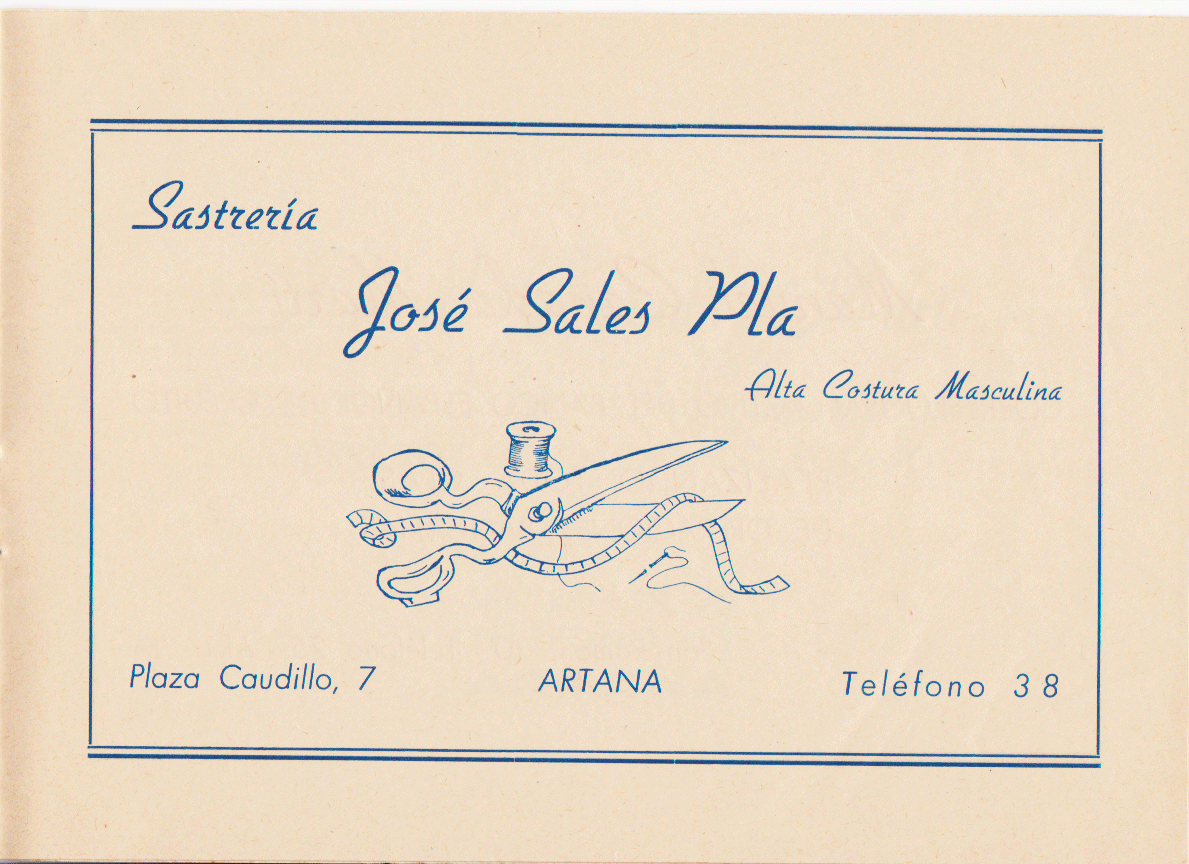 Sastrería
José Sales Pla
Alta Costura Masculina
Plaza Caudillo, 7 ARTANA Teléfono 38